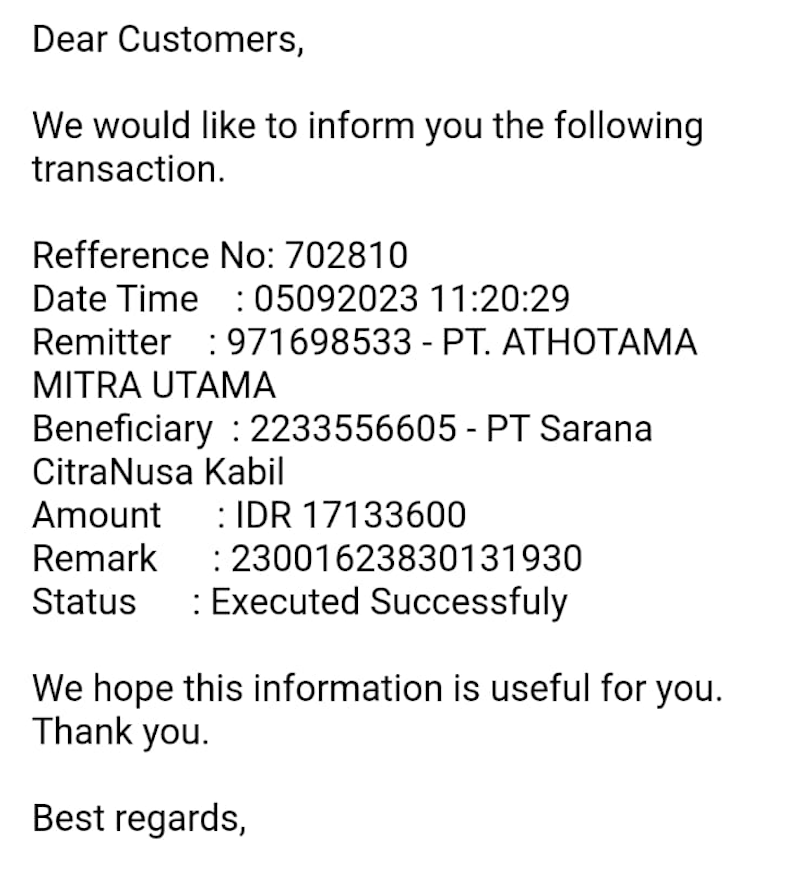 Dear Customers,
We would like to inform you the following
transaction.
Refference No: 702810
Date Time : 05092023 11:20:29
Remitter : 971698533 - PT. ATHOTAMA
MITRA UTAMA
Beneficiary : 2233556605 - PT Sarana
CitraNusa Kabil
Amount : IDR 17133600
Remark : 23001623830131930
Status : Executed Successfuly
We hope this information is useful for you.
Thank you.
Best regards,